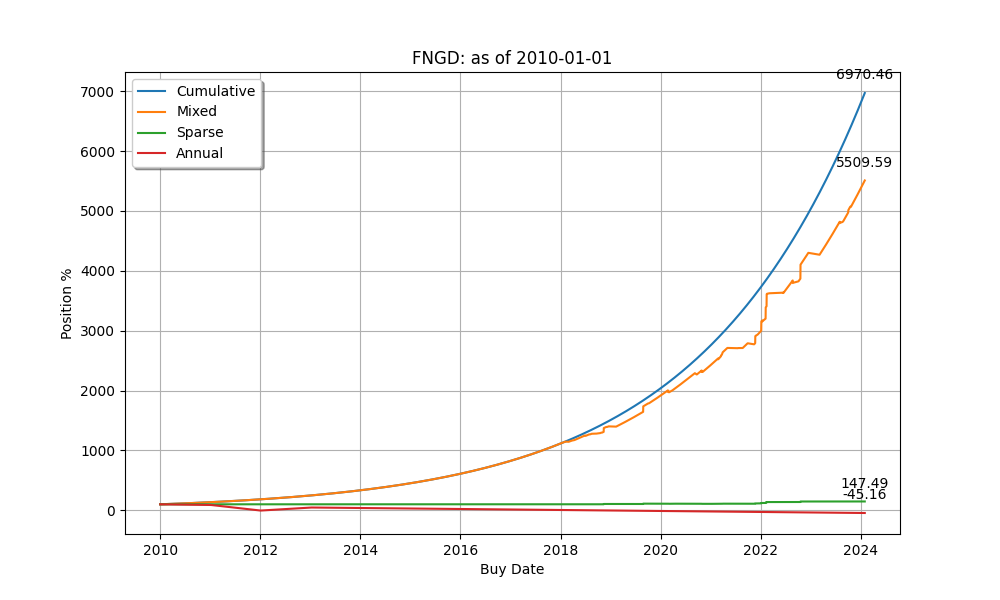 FNGD: as of 2010-01-01
6970.46
Cumulative
Mixed
Sparse
Annual
5509.59
147.49
-45.16
7000
6000
5000
4000
3000
2000
1000
0
Position %
2010 2012 2014 2016 2018 2020 2022 2024
Buy Date